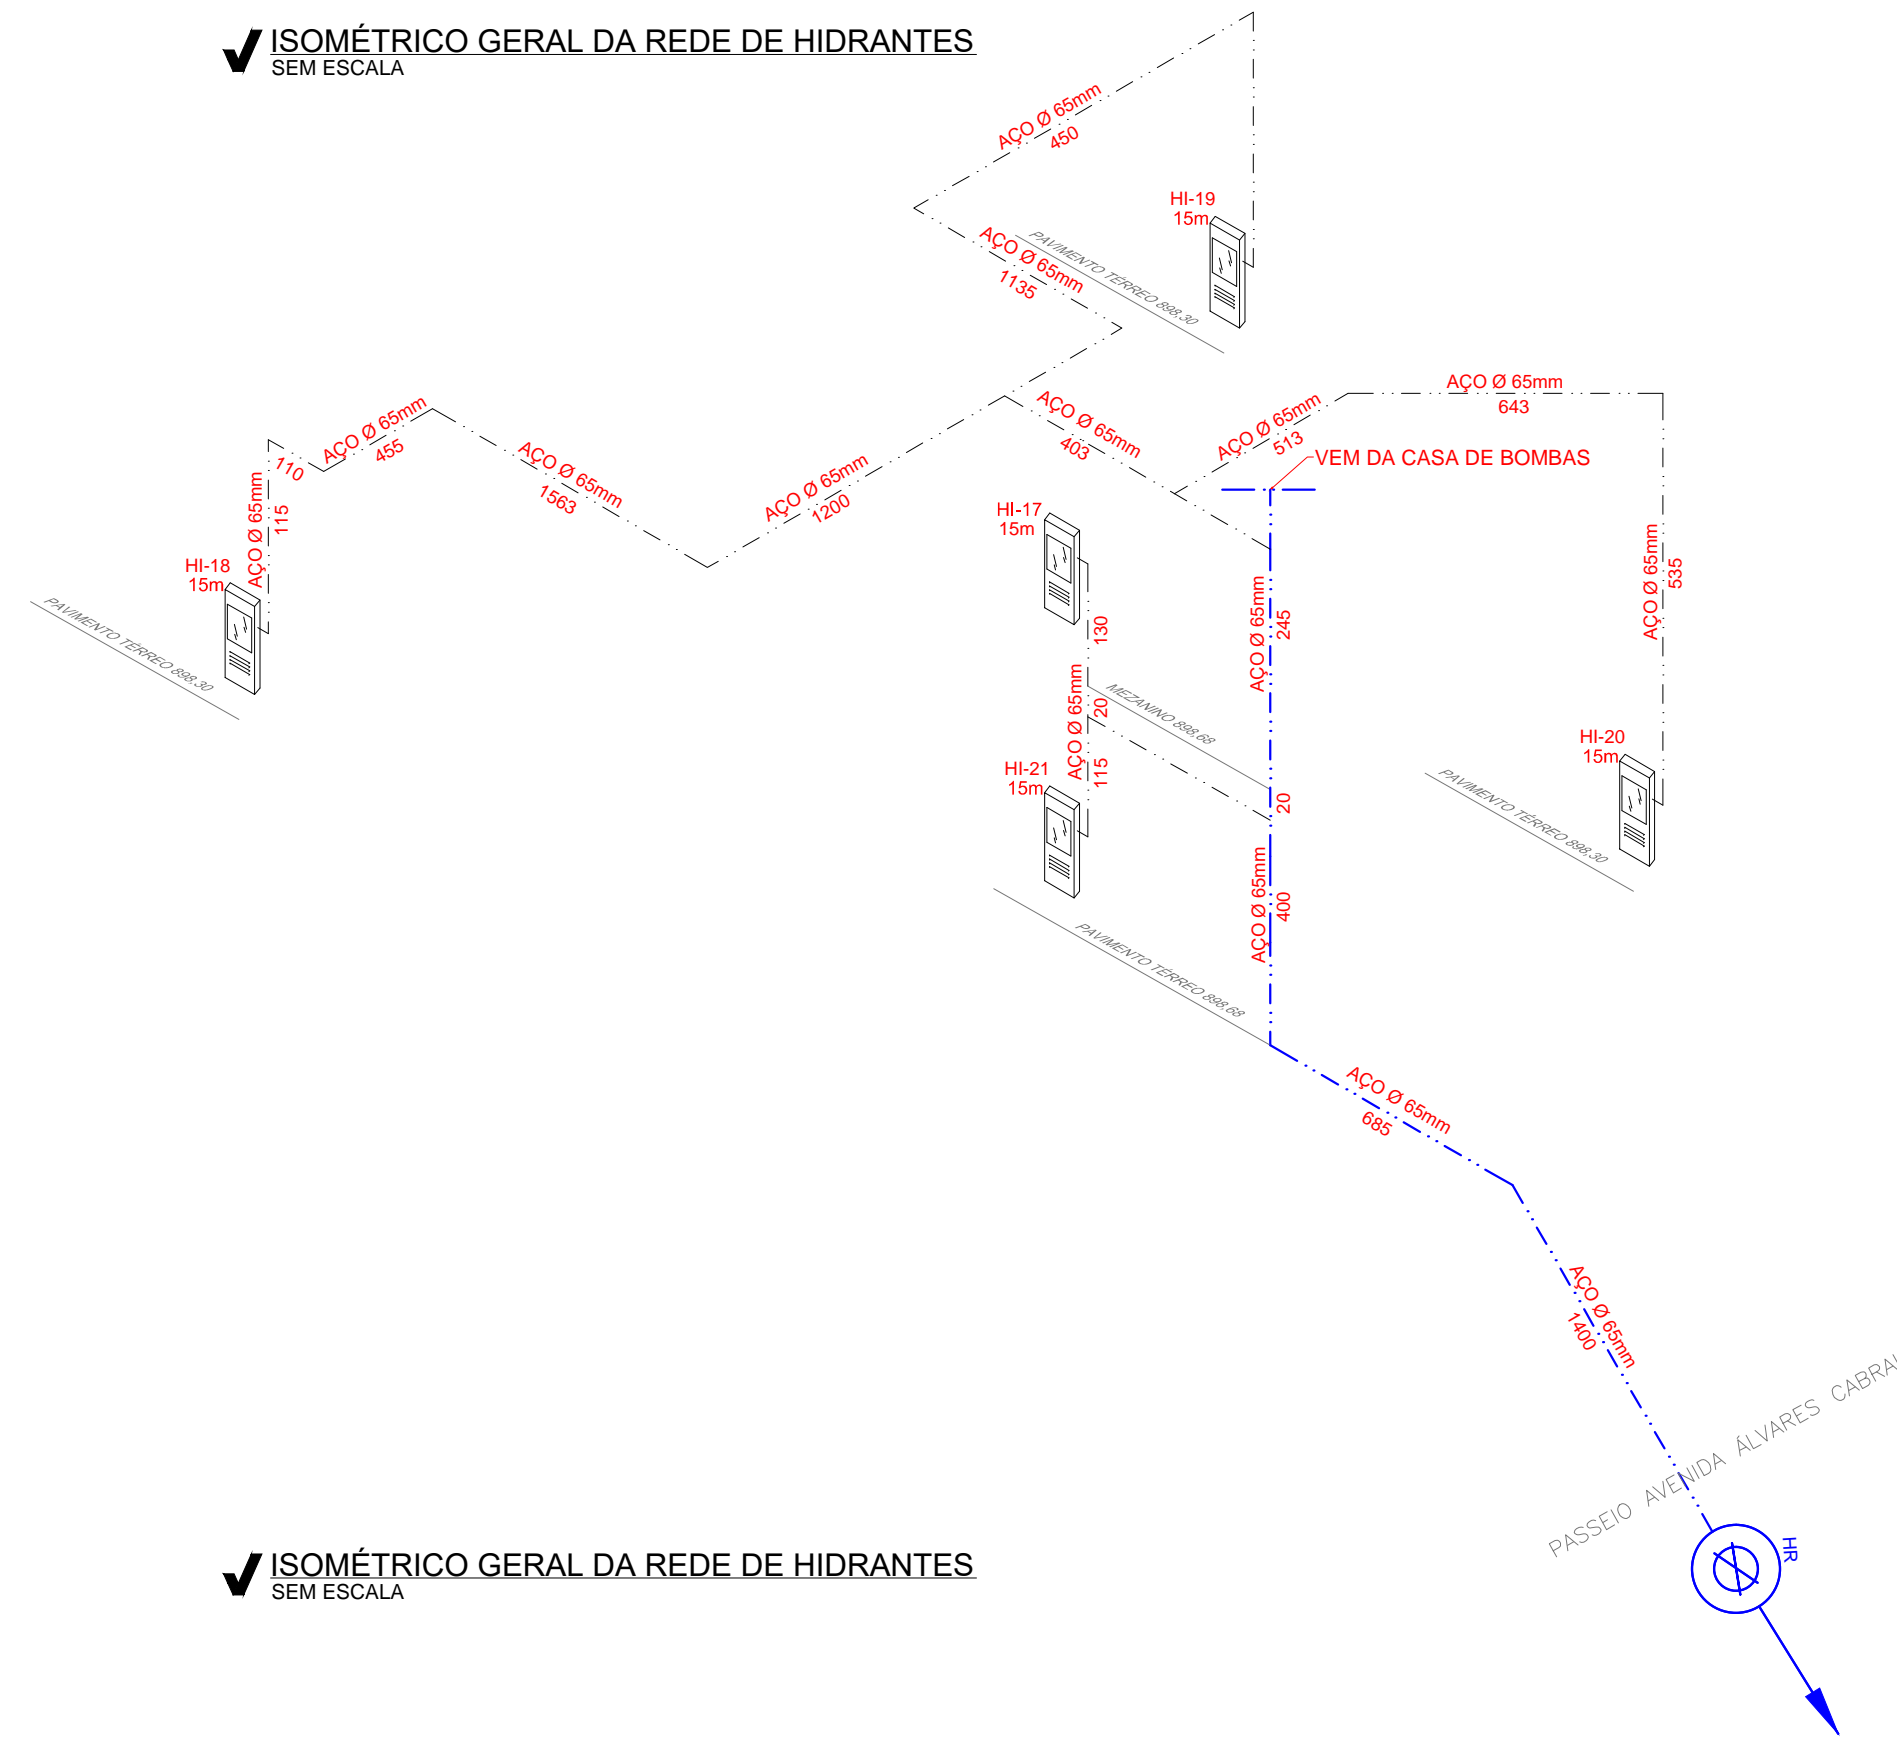 ISOMÉTRICO GERAL DA REDE DE HIDRANTES
SEM ESCALA
AÇO Ø 65mm
450
HI-19
15m
AÇO Ø 65mm
1135
PAVIMENTO TÉRREO 898,30
AÇO Ø 65mm
643
AÇO Ø 65mm
403
AÇO Ø 65mm
513
VEM DA CASA DE BOMBAS
AÇO Ø 65mm
455
110
AÇO Ø 65mm
115
AÇO Ø 65mm
1563
AÇO Ø 65mm
1200
HI-18
15m
PAVIMENTO TÉRREO 898,30
HI-17
15m
130
AÇO Ø 65mm
20
115
MEZANINO 898,68
AÇO Ø 65mm
245
20
AÇO Ø 65mm
535
HI-20
15m
PAVIMENTO TÉRREO 898,30
HI-21
15m
AÇO Ø 65mm
400
PAVIMENTO TÉRREO 898,68
AÇO Ø 65mm
685
AÇO Ø 65mm
1400
PASSEIO AVENIDA ÁLVARES CABRAL
HR
ISOMÉTRICO GERAL DA REDE DE HIDRANTES
SEM ESCALA